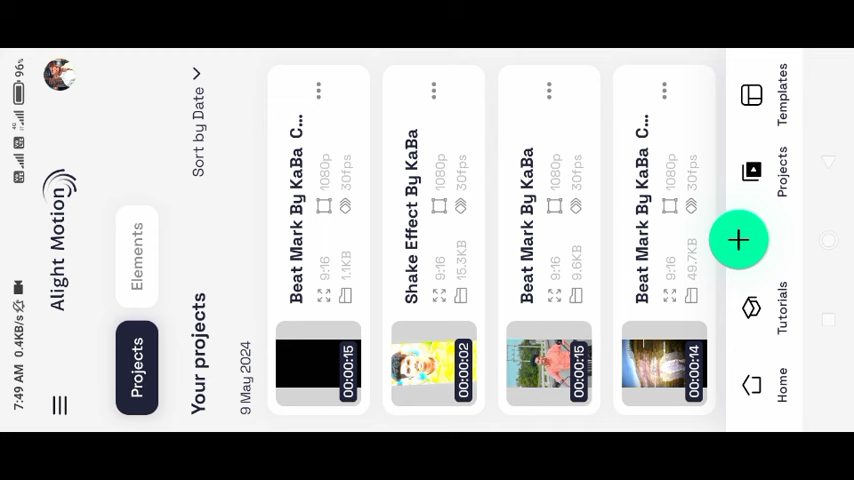 7:49 AM 0.4KB/s 4G 96%
Alight Motion
Projects
Elements
Your projects
Sort by Date
9 May 2024
Beat Mark By KaBa C...
9:16 1080p
1.1KB 30fps
00:00:15
Shake Effect By KaBa
9:16 1080p
15.3KB 30fps
00:00:02
Beat Mark By KaBa
9:16 1080p
9.6KB 30fps
00:00:15
Beat Mark By KaBa C...
9:16 1080p
49.7KB 30fps
00:00:14
Home
Tutorials
Projects
Templates